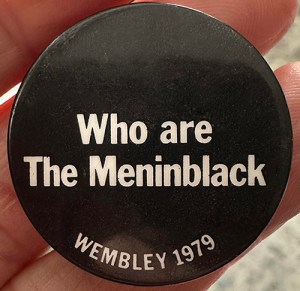 Who are
The Meninblack
WEMBLEY 1979